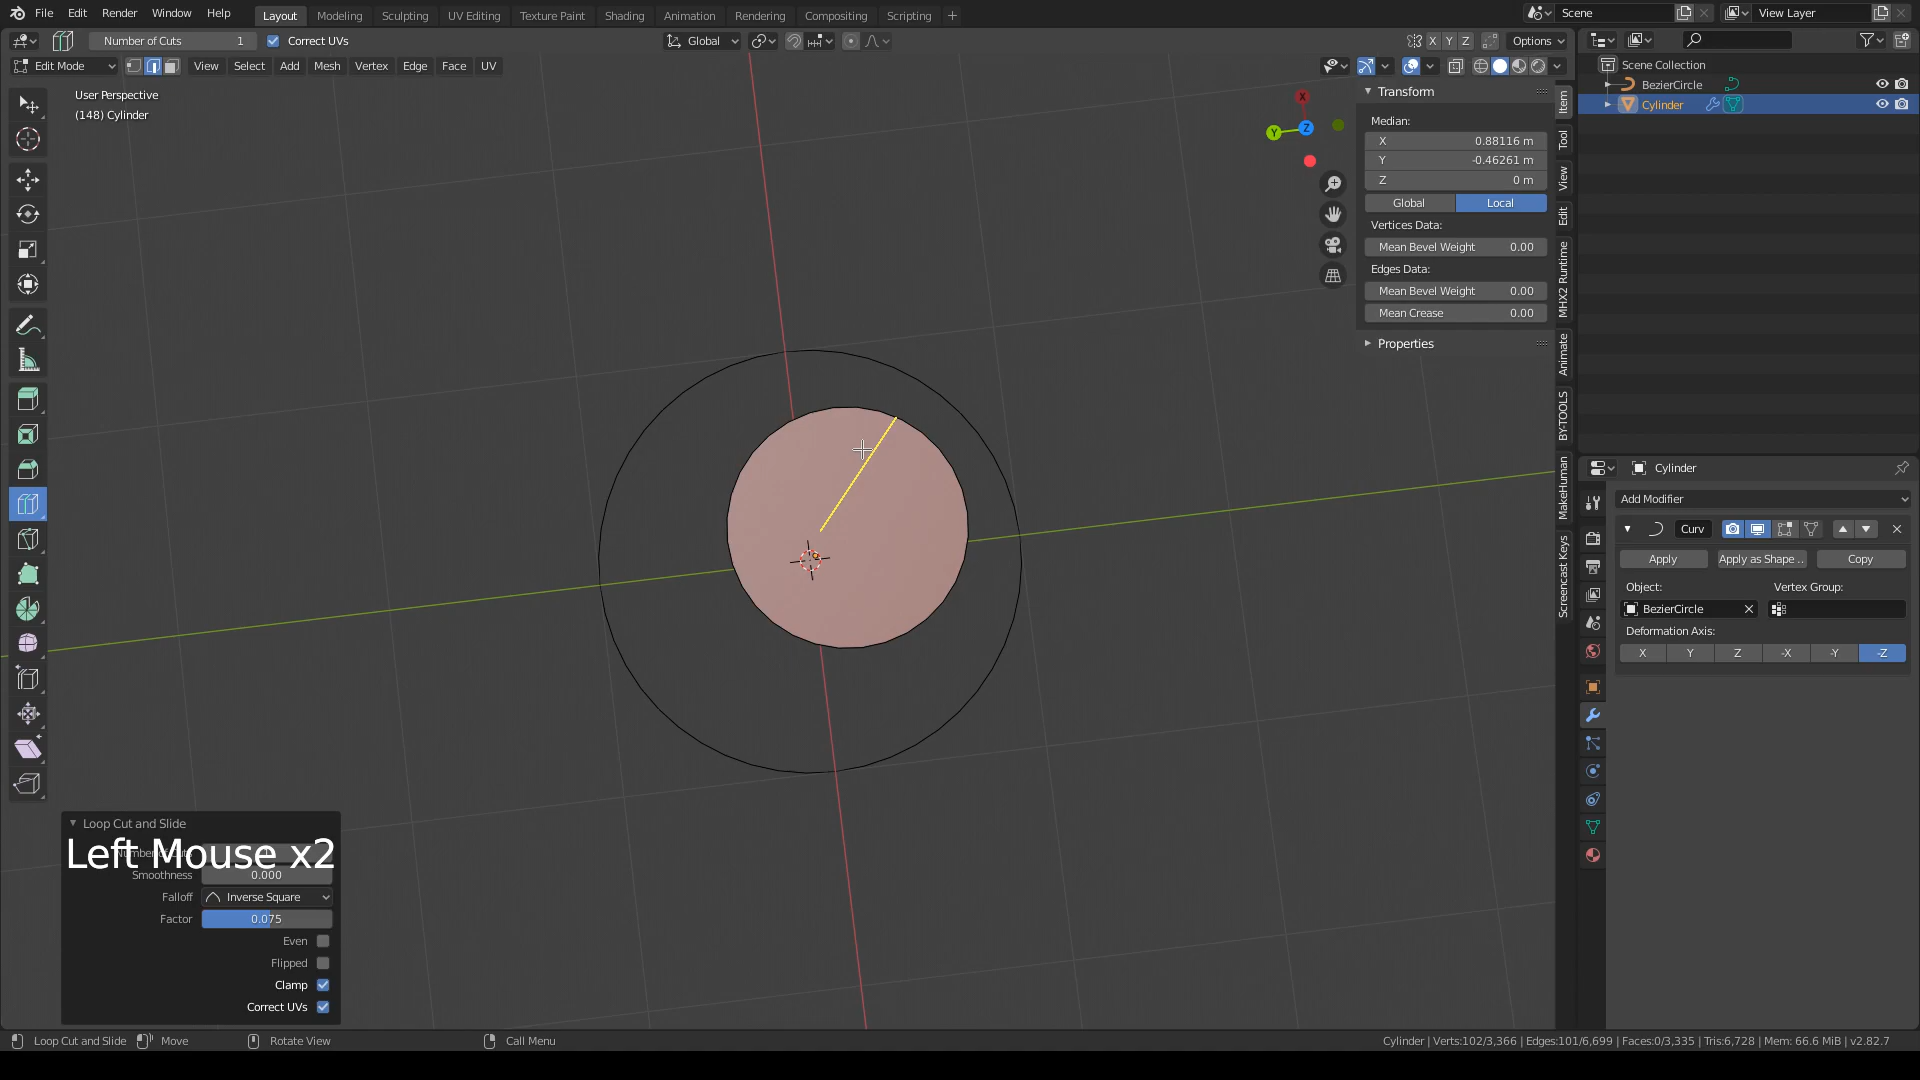 File Edit Render Window Help
Layout Modeling Sculpting UV Editing Texture Paint Shading Animation Rendering Compositing Scripting +
Scene View Layer
Number of Cuts 1 Correct UVs
Global
X Y Z Options
Edit Mode View Select Add Mesh Vertex Edge Face UV
User Perspective
(148) Cylinder
X
Y
Z
Transform
Median:
X 0.88116 m
Y -0.46261 m
Z 0 m
Global Local
Vertices Data:
Mean Bevel Weight 0.00
Edges Data:
Mean Bevel Weight 0.00
Mean Crease 0.00
Properties
Item
Tool
View
Edit
MHX2 Runtime
Animate
BY-TOOLS
MakeHuman
Screencast Keys
Scene Collection
BezierCircle
Cylinder
Cylinder
Add Modifier
Curv
Apply Apply as Shape .. Copy
Object: Vertex Group:
BezierCircle
Deformation Axis:
X Y Z -X -Y -Z
Loop Cut and Slide
Left Mouse x2
Smoothness 0.000
Falloff Inverse Square
Factor 0.075
Even
Flipped
Clamp
Correct UVs
Loop Cut and Slide Move Rotate View Call Menu
Cylinder | Verts:102/3,366 | Edges:101/6,699 | Faces:0/3,335 | Tris:6,728 | Mem: 66.6 MiB | v2.82.7